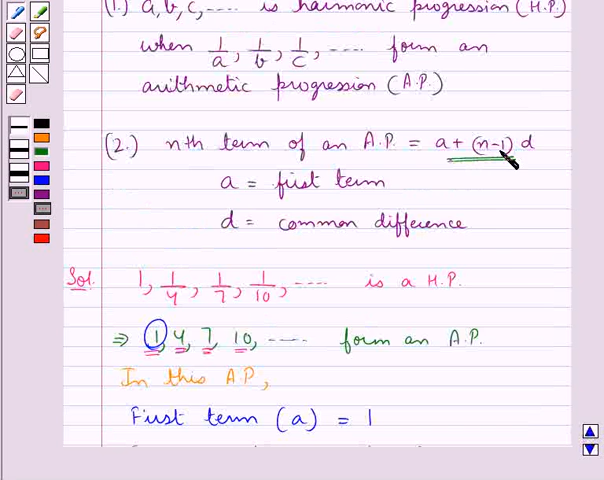 (1.) a, b, c, ..... is harmonic progression (H.P.)
when 1/a, 1/b, 1/c, ..... form an
arithmetic progression (A.P.)
(2.) nth term of an A.P. = a + (n-1) d
a = first term
d = common difference
Sol. 1, 1/4, 1/7, 1/10, ..... is a H.P.
⇒ 1, 4, 7, 10, ..... form an A.P.
In this A.P,
First term (a) = 1